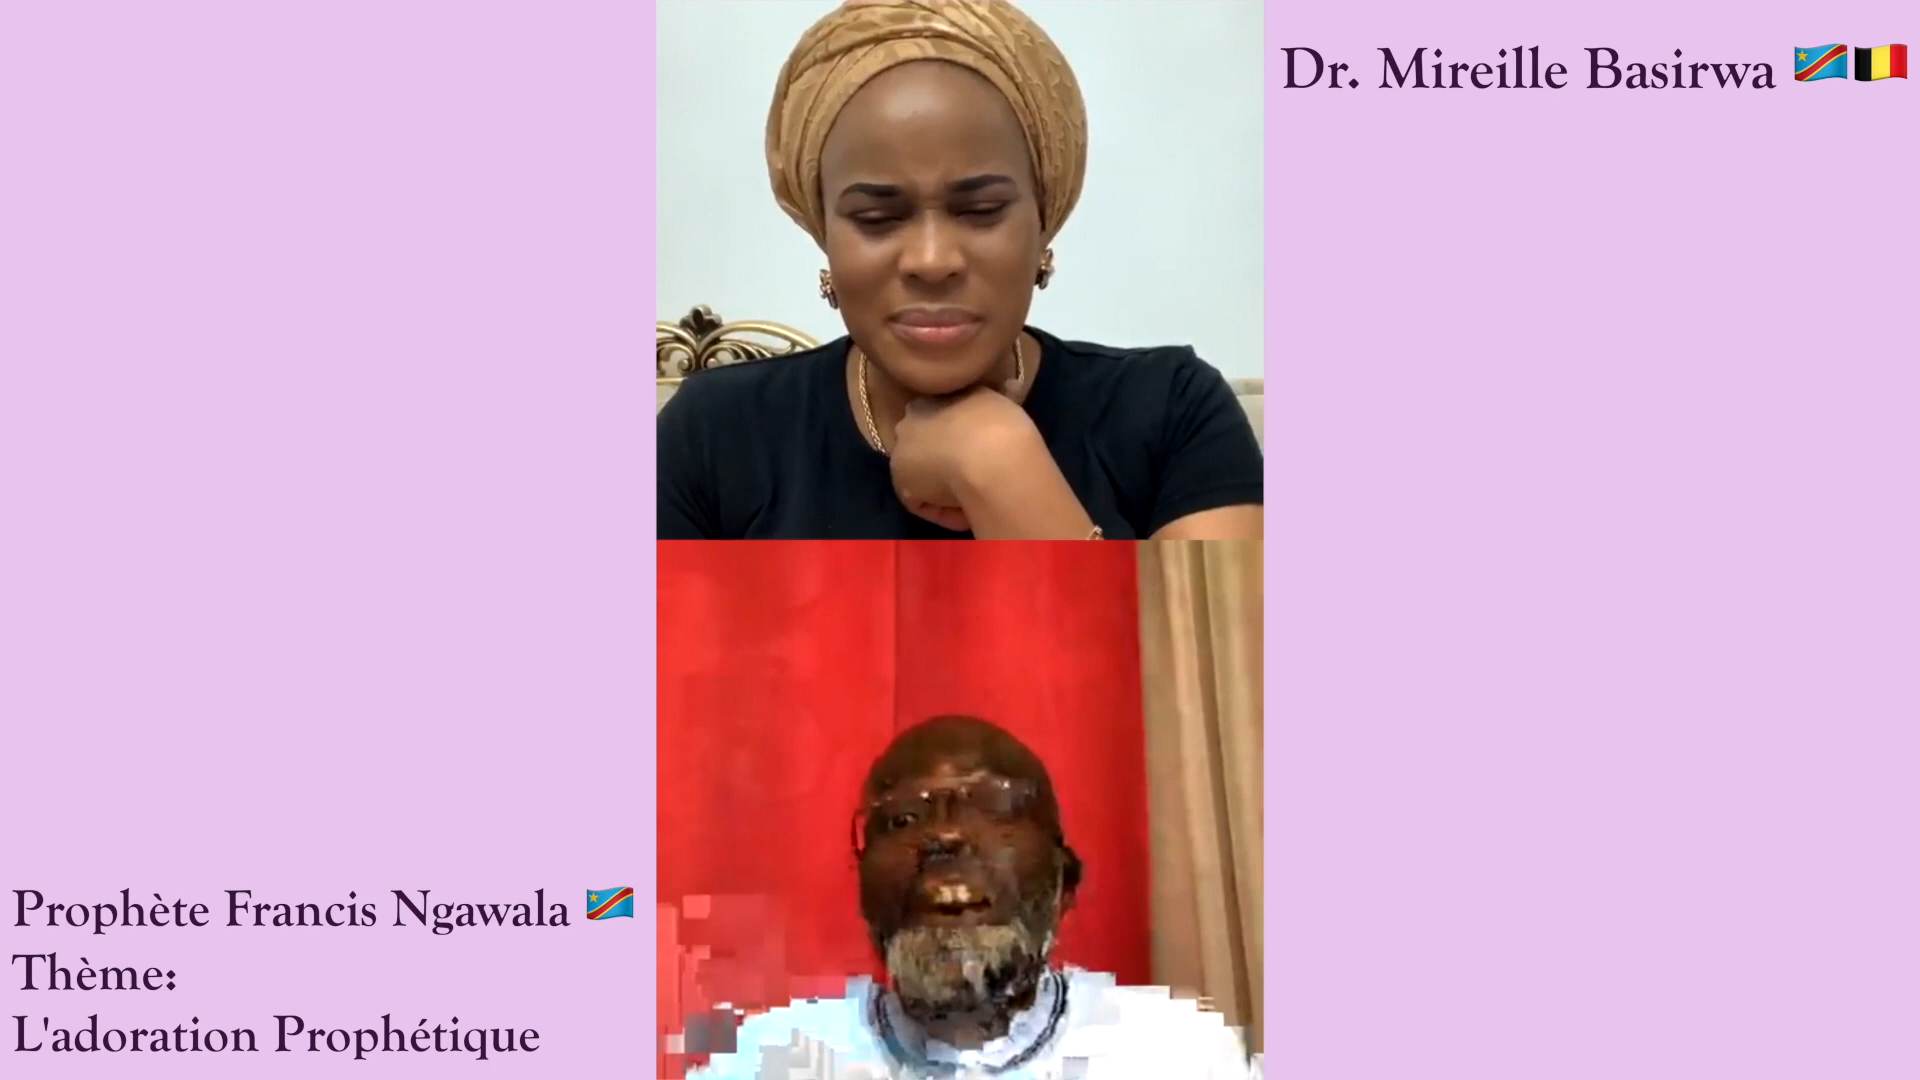 Dr. Mireille Basirwa 🇨🇩🇧🇪
Prophète Francis Ngawala 🇨🇩
Thème:
L'adoration Prophétique